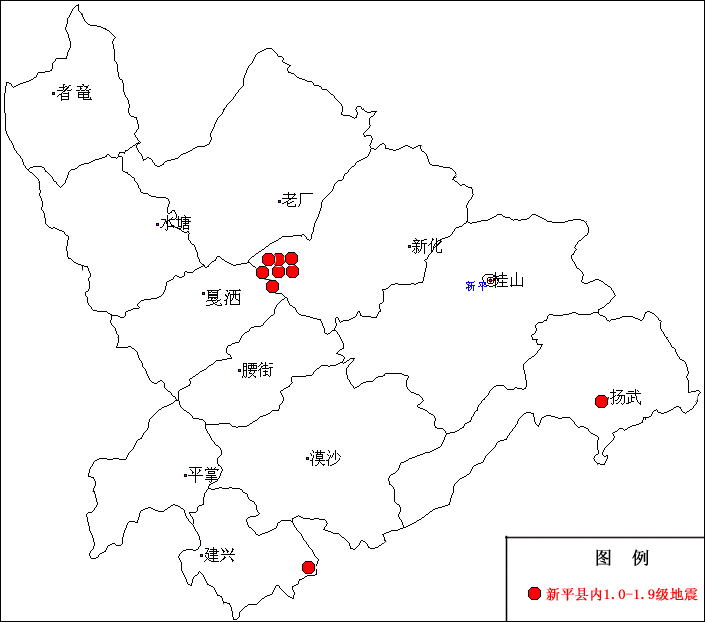 者竜
老厂
水塘
新化
桂山
新平
戛洒
腰街
扬武
漠沙
平掌
建兴
图 例
新平县内1.0-1.9级地震